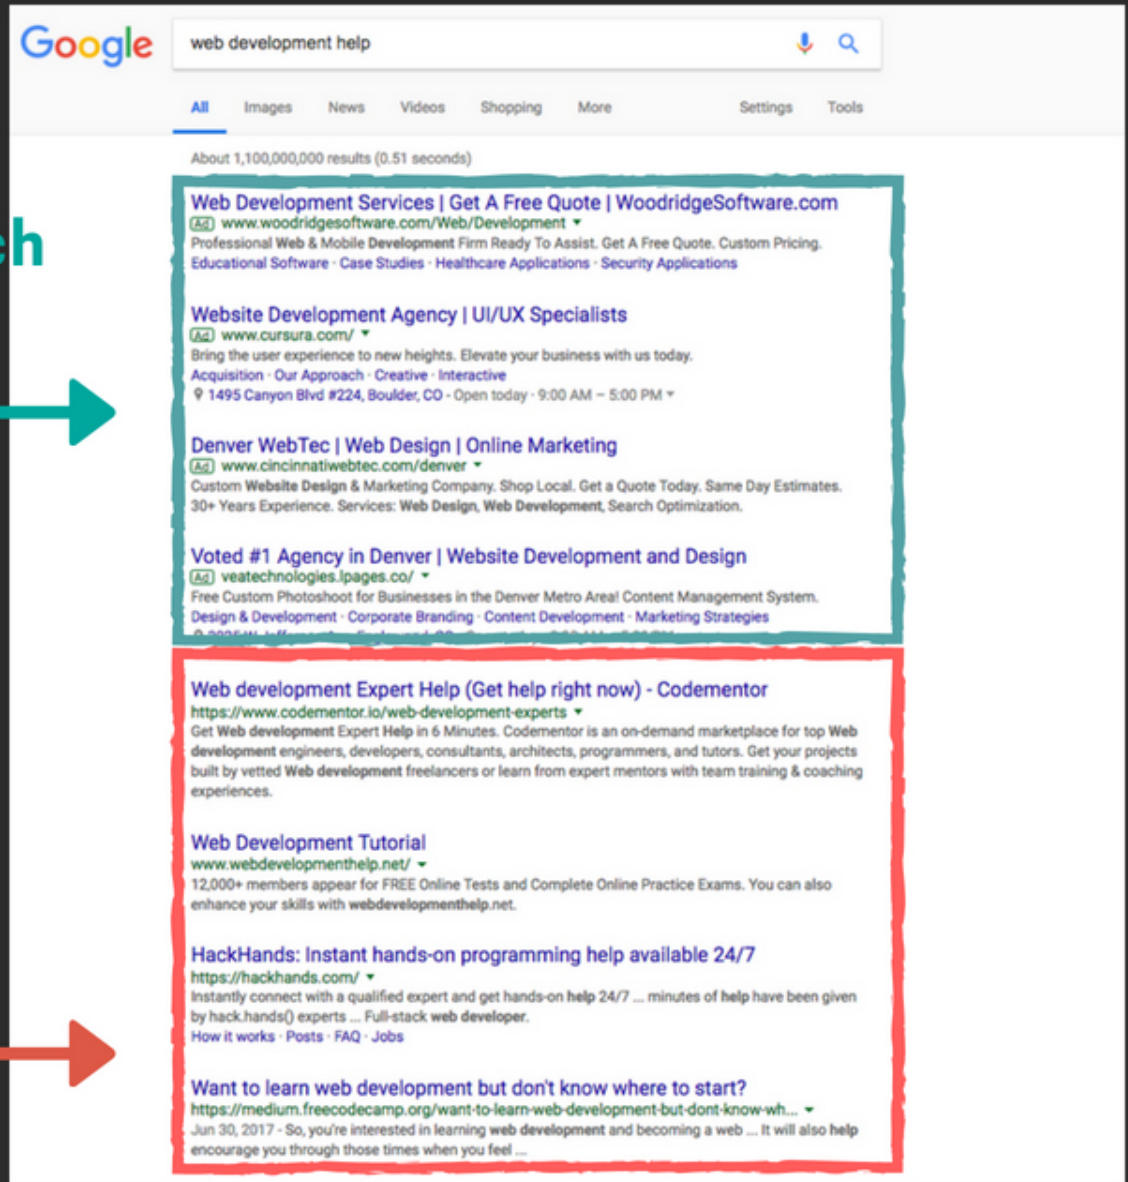 Google
web development help
All Images News Videos Shopping More Settings Tools
About 1,100,000,000 results (0.51 seconds)
Web Development Services | Get A Free Quote | WoodridgeSoftware.com
Ad www.woodridgesoftware.com/Web/Development
Professional Web & Mobile Development Firm Ready To Assist. Get A Free Quote. Custom Pricing.
Educational Software · Case Studies · Healthcare Applications · Security Applications
Website Development Agency | UI/UX Specialists
Ad www.cursura.com/
Bring the user experience to new heights. Elevate your business with us today.
Acquisition · Our Approach · Creative · Interactive
1495 Canyon Blvd #224, Boulder, CO - Open today · 9:00 AM – 5:00 PM
Denver WebTec | Web Design | Online Marketing
Ad www.cincinnatiwebtec.com/denver
Custom Website Design & Marketing Company. Shop Local. Get a Quote Today. Same Day Estimates.
30+ Years Experience. Services: Web Design, Web Development, Search Optimization.
Voted #1 Agency in Denver | Website Development and Design
Ad veatechnologies.lpages.co/
Free Custom Photoshoot for Businesses in the Denver Metro Area! Content Management System.
Design & Development · Corporate Branding · Content Development · Marketing Strategies
Web development Expert Help (Get help right now) - Codementor
https://www.codementor.io/web-development-experts
Get Web development Expert Help in 6 Minutes. Codementor is an on-demand marketplace for top Web
development engineers, developers, consultants, architects, programmers, and tutors. Get your projects
built by vetted Web development freelancers or learn from expert mentors with team training & coaching
experiences.
Web Development Tutorial
www.webdevelopmenthelp.net/
12,000+ members appear for FREE Online Tests and Complete Online Practice Exams. You can also
enhance your skills with webdevelopmenthelp.net.
HackHands: Instant hands-on programming help available 24/7
https://hackhands.com/
Instantly connect with a qualified expert and get hands-on help 24/7 ... minutes of help have been given
by hack.hands() experts ... Full-stack web developer.
How it works · Posts · FAQ · Jobs
Want to learn web development but don't know where to start?
https://medium.freecodecamp.org/want-to-learn-web-development-but-dont-know-wh...
Jun 30, 2017 - So, you're interested in learning web development and becoming a web ... It will also help
encourage you through those times when you feel ...